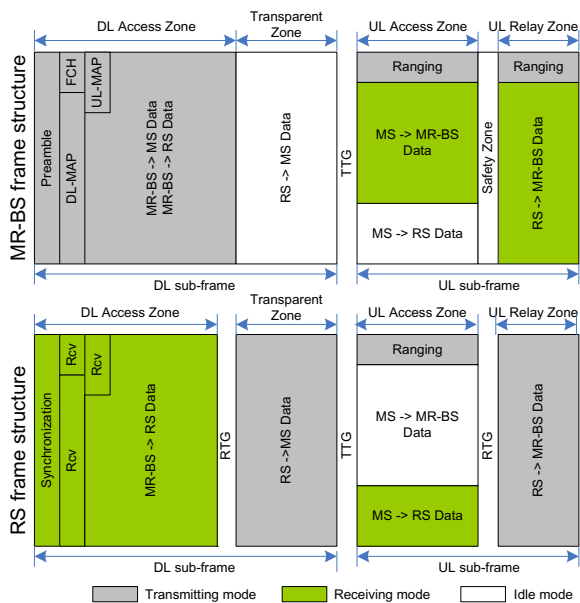 DL Access Zone
Transparent
Zone
UL Access Zone
UL Relay Zone
MR-BS frame structure
Preamble
FCH
DL-MAP
UL-MAP
MR-BS -> MS Data
MR-BS -> RS Data
RS -> MS Data
TTG
Ranging
MS -> MR-BS
Data
MS -> RS Data
Safety Zone
Ranging
RS -> MR-BS Data
DL sub-frame
UL sub-frame
DL Access Zone
Transparent
Zone
UL Access Zone
UL Relay Zone
RS frame structure
Synchronization
Rcv
Rcv
Rcv
MR-BS -> RS Data
RTG
RS ->MS Data
TTG
Ranging
MS -> MR-BS
Data
MS -> RS Data
RTG
RS -> MR-BS Data
DL sub-frame
UL sub-frame
Transmitting mode
Receiving mode
Idle mode